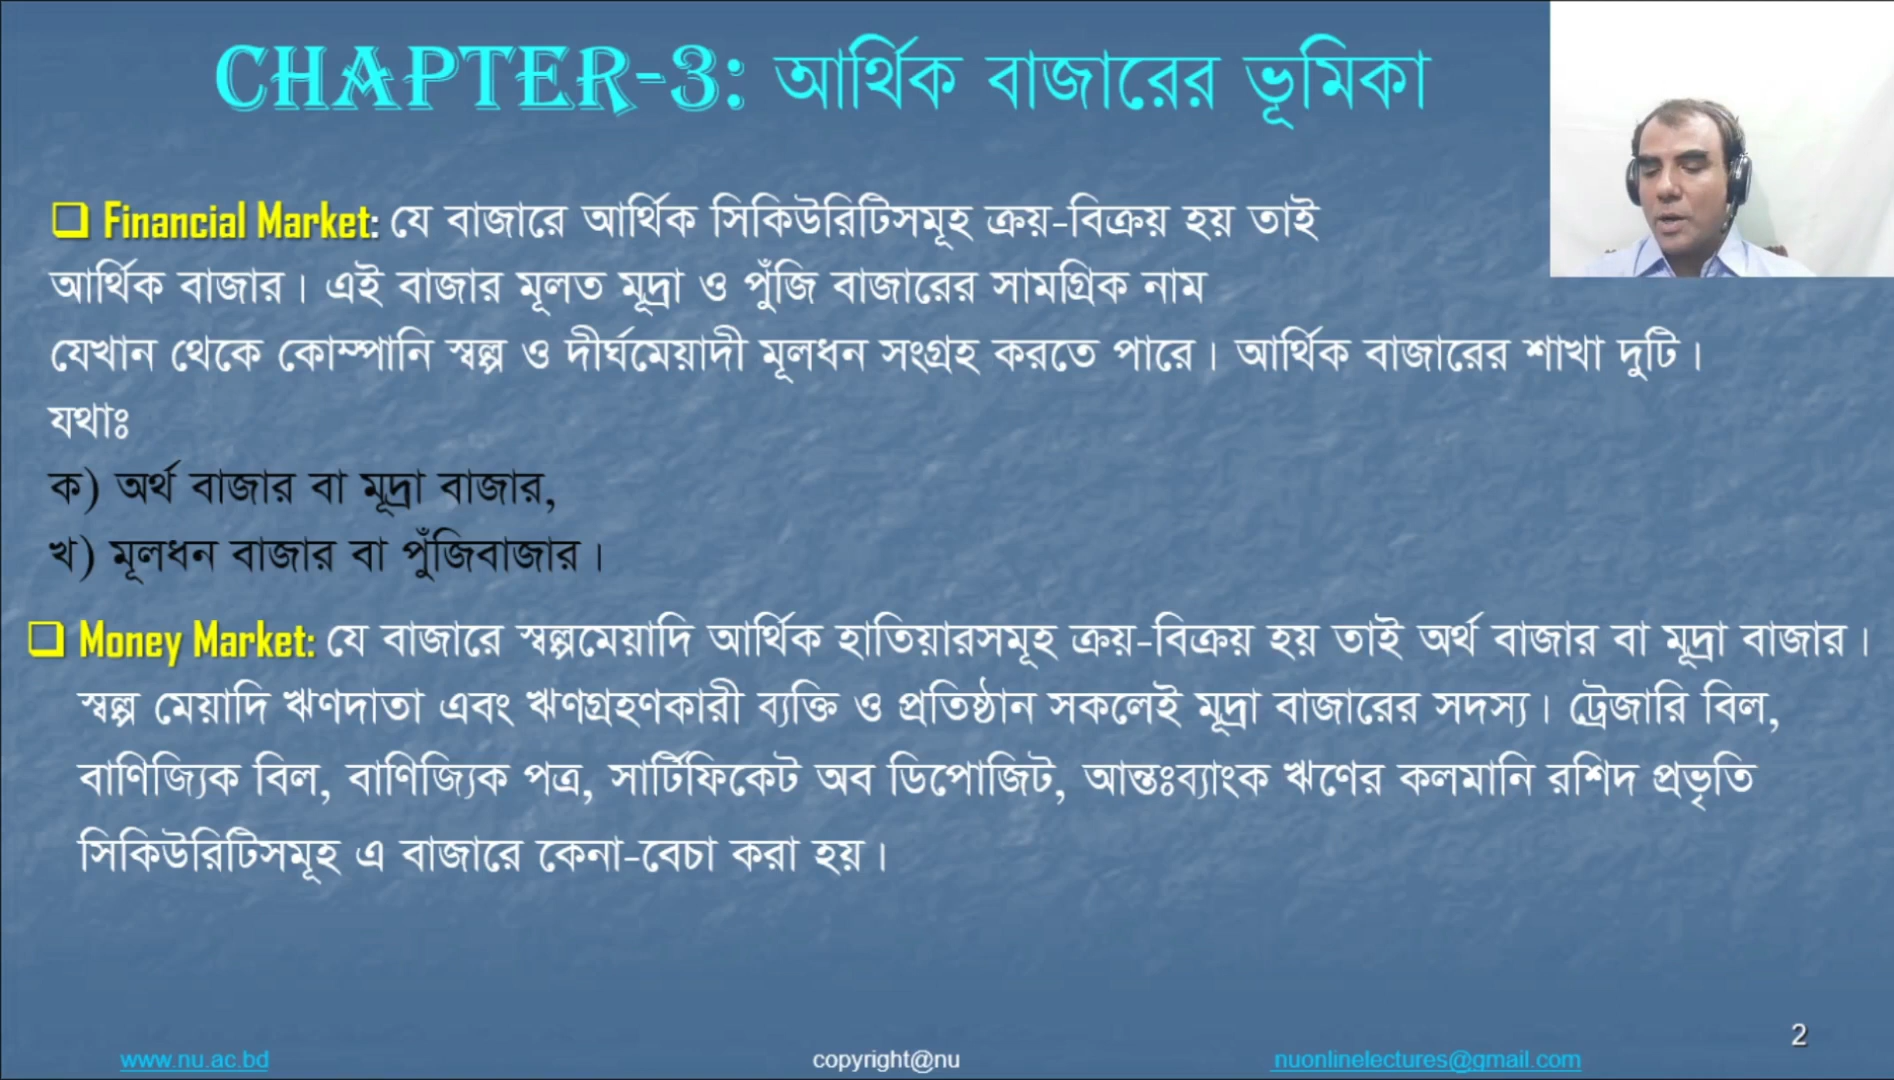 CHAPTER-3: আর্থিক বাজারের ভূমিকা
❑ Financial Market: যে বাজারে আর্থিক সিকিউরিটিসমূহ ক্রয়-বিক্রয় হয় তাই
আর্থিক বাজার। এই বাজার মূলত মূদ্রা ও পুঁজি বাজারের সামগ্রিক নাম
যেখান থেকে কোম্পানি স্বল্প ও দীর্ঘমেয়াদী মূলধন সংগ্রহ করতে পারে। আর্থিক বাজারের শাখা দুটি।
যথাঃ
ক) অর্থ বাজার বা মূদ্রা বাজার,
খ) মূলধন বাজার বা পুঁজিবাজার।
❑ Money Market: যে বাজারে স্বল্পমেয়াদি আর্থিক হাতিয়ারসমূহ ক্রয়-বিক্রয় হয় তাই অর্থ বাজার বা মূদ্রা বাজার।
স্বল্প মেয়াদি ঋণদাতা এবং ঋণগ্রহণকারী ব্যক্তি ও প্রতিষ্ঠান সকলেই মূদ্রা বাজারের সদস্য। ট্রেজারি বিল,
বাণিজ্যিক বিল, বাণিজ্যিক পত্র, সার্টিফিকেট অব ডিপোজিট, আন্তঃব্যাংক ঋণের কলমানি রশিদ প্রভৃতি
সিকিউরিটিসমূহ এ বাজারে কেনা-বেচা করা হয়।
2
www.nu.ac.bd copyright@nu nuonlinelectures@gmail.com